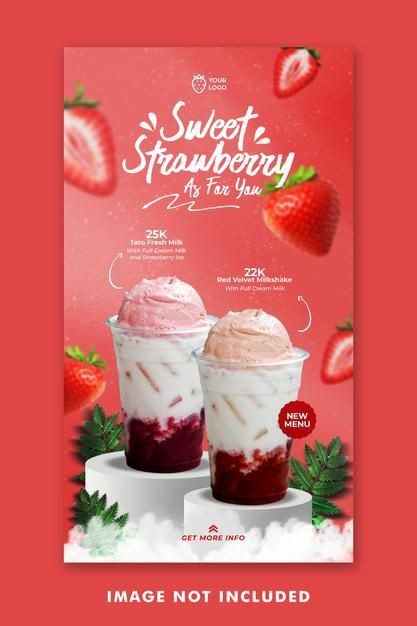 YOUR
LOGO
Sweet
Strawberry
As For You
25K
Taro Fresh Milk
With Full Cream Milk
and Strawberry Ice
22K
Red Velvet Milkshake
With Full Cream Milk
NEW
MENU
GET MORE INFO
IMAGE NOT INCLUDED